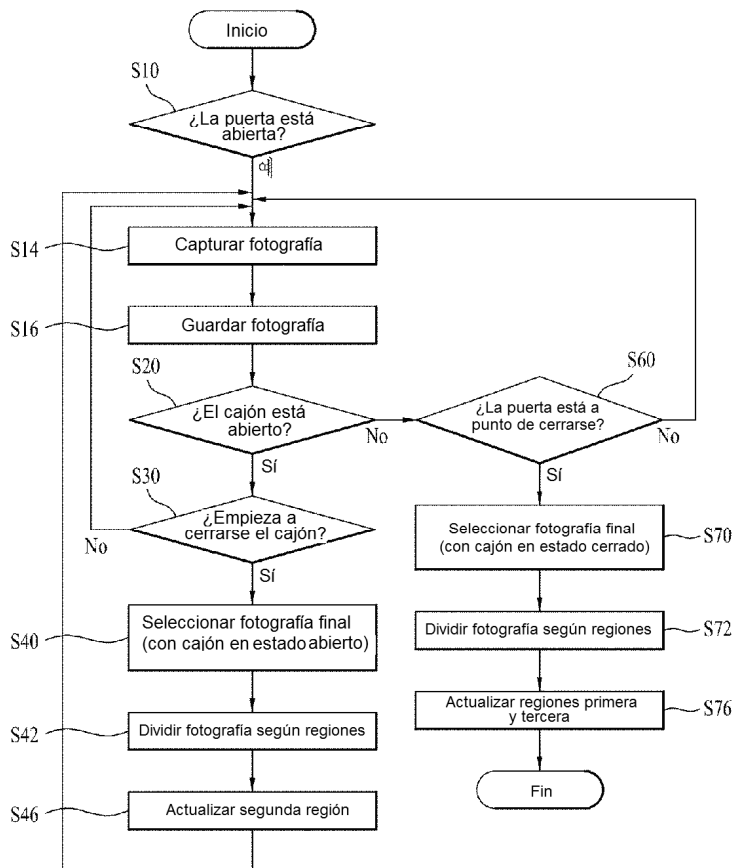 Inicio
S10
¿La puerta está
abierta?
S14
Capturar fotografía
S16
Guardar fotografía
S20
¿El cajón está
abierto?
No
Sí
S60
¿La puerta está a
punto de cerrarse?
No
Sí
S30
¿Empieza a
cerrarse el cajón?
No
Sí
S40
Seleccionar fotografía final
(con cajón en estado abierto)
S42
Dividir fotografía según regiones
S46
Actualizar segunda región
Seleccionar fotografía final
(con cajón en estado cerrado)
S70
Dividir fotografía según regiones
S72
Actualizar regiones primera
y tercera
S76
Fin